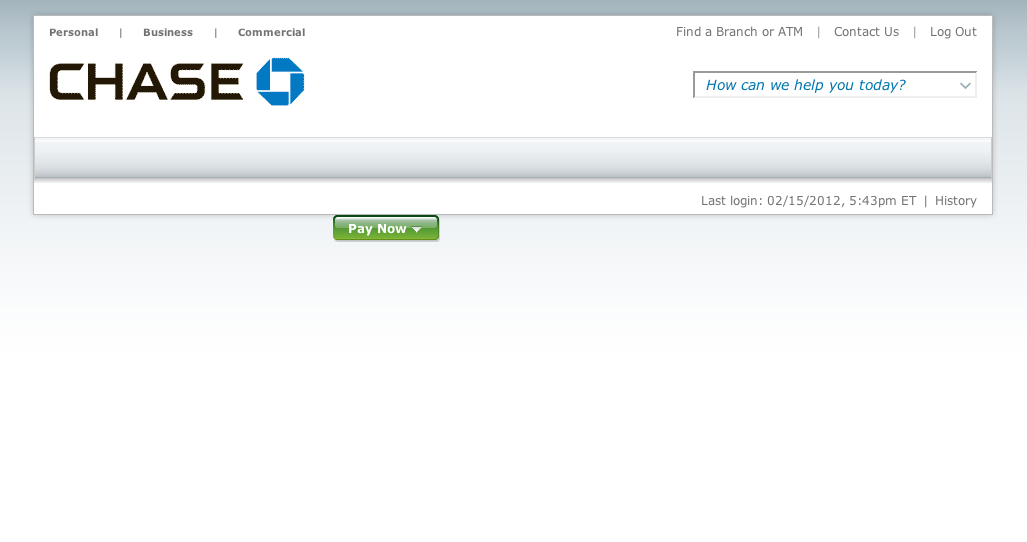 Personal | Business | Commercial
Find a Branch or ATM | Contact Us | Log Out
CHASE
How can we help you today?
Last login: 02/15/2012, 5:43pm ET | History
Pay Now